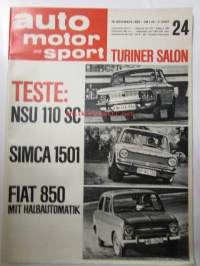 auto
motor
und
sport
24
TURINER SALON
TESTE:
NSU 110 SC
SIMCA 1501
FIAT 850
MIT HALBAUTOMATIK